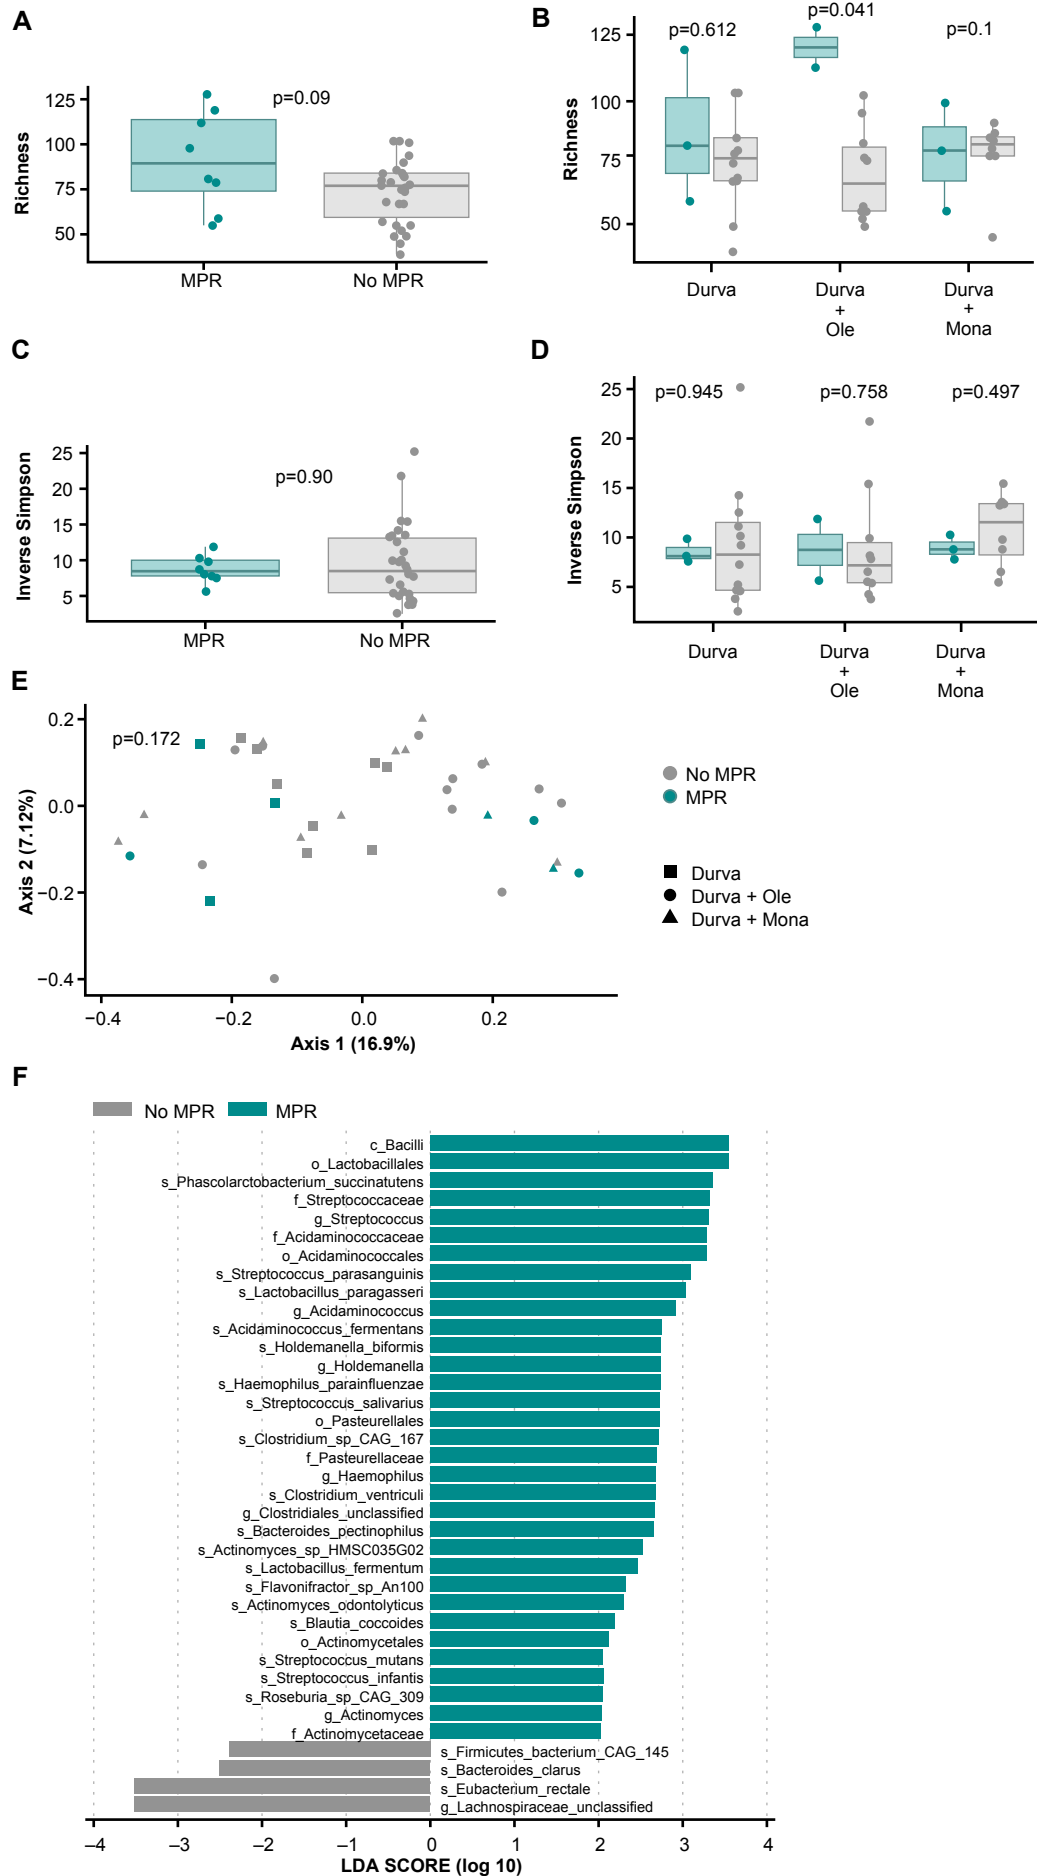 A
Richness
125
100
75
50
p=0.09
MPR
No MPR
B
Richness
125
100
75
50
p=0.612
p=0.041
p=0.1
Durva
Durva
+
Ole
Durva
+
Mona
C
Inverse Simpson
25
20
15
10
5
p=0.90
MPR
No MPR
D
Inverse Simpson
25
20
15
10
5
p=0.945
p=0.758
p=0.497
Durva
Durva
+
Ole
Durva
+
Mona
E
Axis 2 (7.12%)
0.2
0.0
−0.2
−0.4
p=0.172
−0.4
−0.2
0.0
0.2
Axis 1 (16.9%)
No MPR
MPR
Durva
Durva + Ole
Durva + Mona
F
No MPR
MPR
c_Bacilli
o_Lactobacillales
s_Phascolarctobacterium_succinatutens
f_Streptococcaceae
g_Streptococcus
f_Acidaminococcaceae
o_Acidaminococcales
s_Streptococcus_parasanguinis
s_Lactobacillus_paragasseri
g_Acidaminococcus
s_Acidaminococcus_fermentans
s_Holdemanella_biformis
g_Holdemanella
s_Haemophilus_parainfluenzae
s_Streptococcus_salivarius
o_Pasteurellales
s_Clostridium_sp_CAG_167
f_Pasteurellaceae
g_Haemophilus
s_Clostridium_ventriculi
g_Clostridiales_unclassified
s_Bacteroides_pectinophilus
s_Actinomyces_sp_HMSC035G02
s_Lactobacillus_fermentum
s_Flavonifractor_sp_An100
s_Actinomyces_odontolyticus
s_Blautia_coccoides
o_Actinomycetales
s_Streptococcus_mutans
s_Streptococcus_infantis
s_Roseburia_sp_CAG_309
g_Actinomyces
f_Actinomycetaceae
s_Firmicutes_bacterium_CAG_145
s_Bacteroides_clarus
s_Eubacterium_rectale
g_Lachnospiraceae_unclassified
–4
–3
–2
–1
0
1
2
3
4
LDA SCORE (log 10)